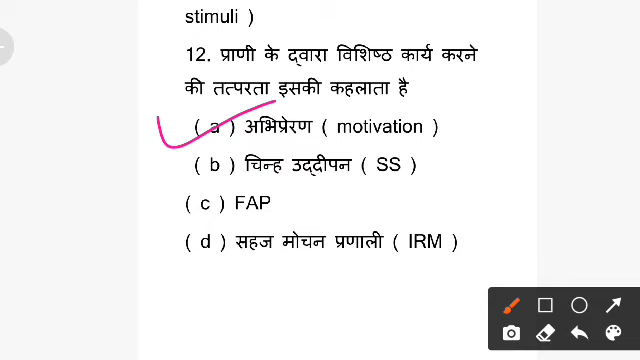 stimuli )
12. प्राणी के द्वारा विशिष्ठ कार्य करने
की तत्परता इसकी कहलाता है
( a ) अभिप्रेरण ( motivation )
( b ) चिन्ह उद्दीपन ( SS )
( c ) FAP
( d ) सहज मोचन प्रणाली ( IRM )